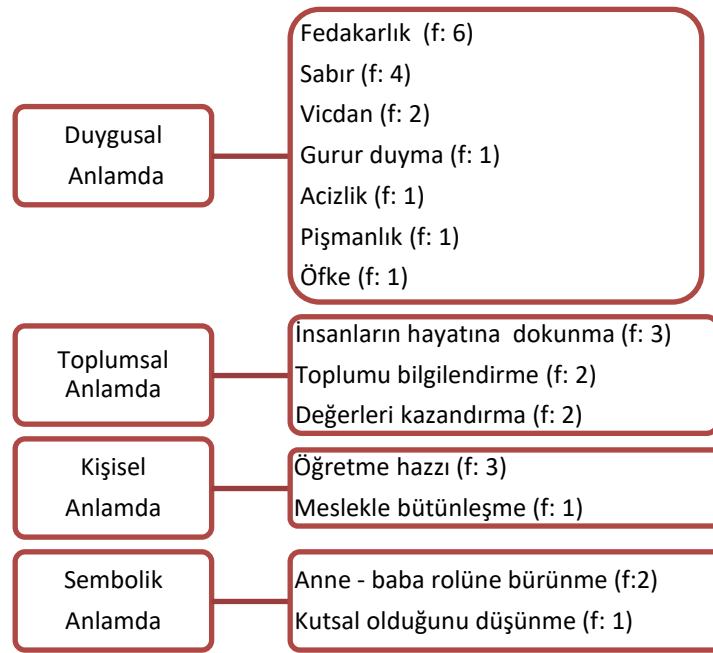 Duygusal
Anlamda
Fedakarlık (f: 6)
Sabır (f: 4)
Vicdan (f: 2)
Gurur duyma (f: 1)
Acizlik (f: 1)
Pişmanlık (f: 1)
Öfke (f: 1)
Toplumsal
Anlamda
İnsanların hayatına dokunma (f: 3)
Toplumu bilgilendirme (f: 2)
Değerleri kazandırma (f: 2)
Kişisel
Anlamda
Öğretme hazzı (f: 3)
Meslekle bütünleşme (f: 1)
Sembolik
Anlamda
Anne - baba rolüne bürünme (f:2)
Kutsal olduğunu düşünme (f: 1)